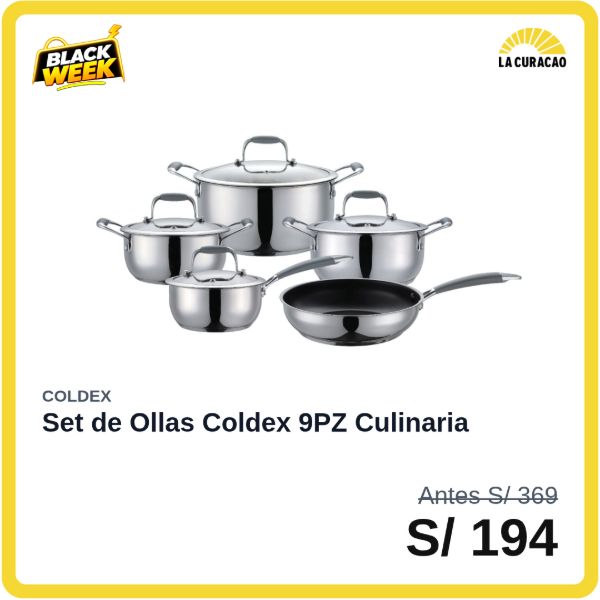 BLACK
WEEK
LA CURACAO
COLDEX
Set de Ollas Coldex 9PZ Culinaria
Antes S/ 369
S/ 194